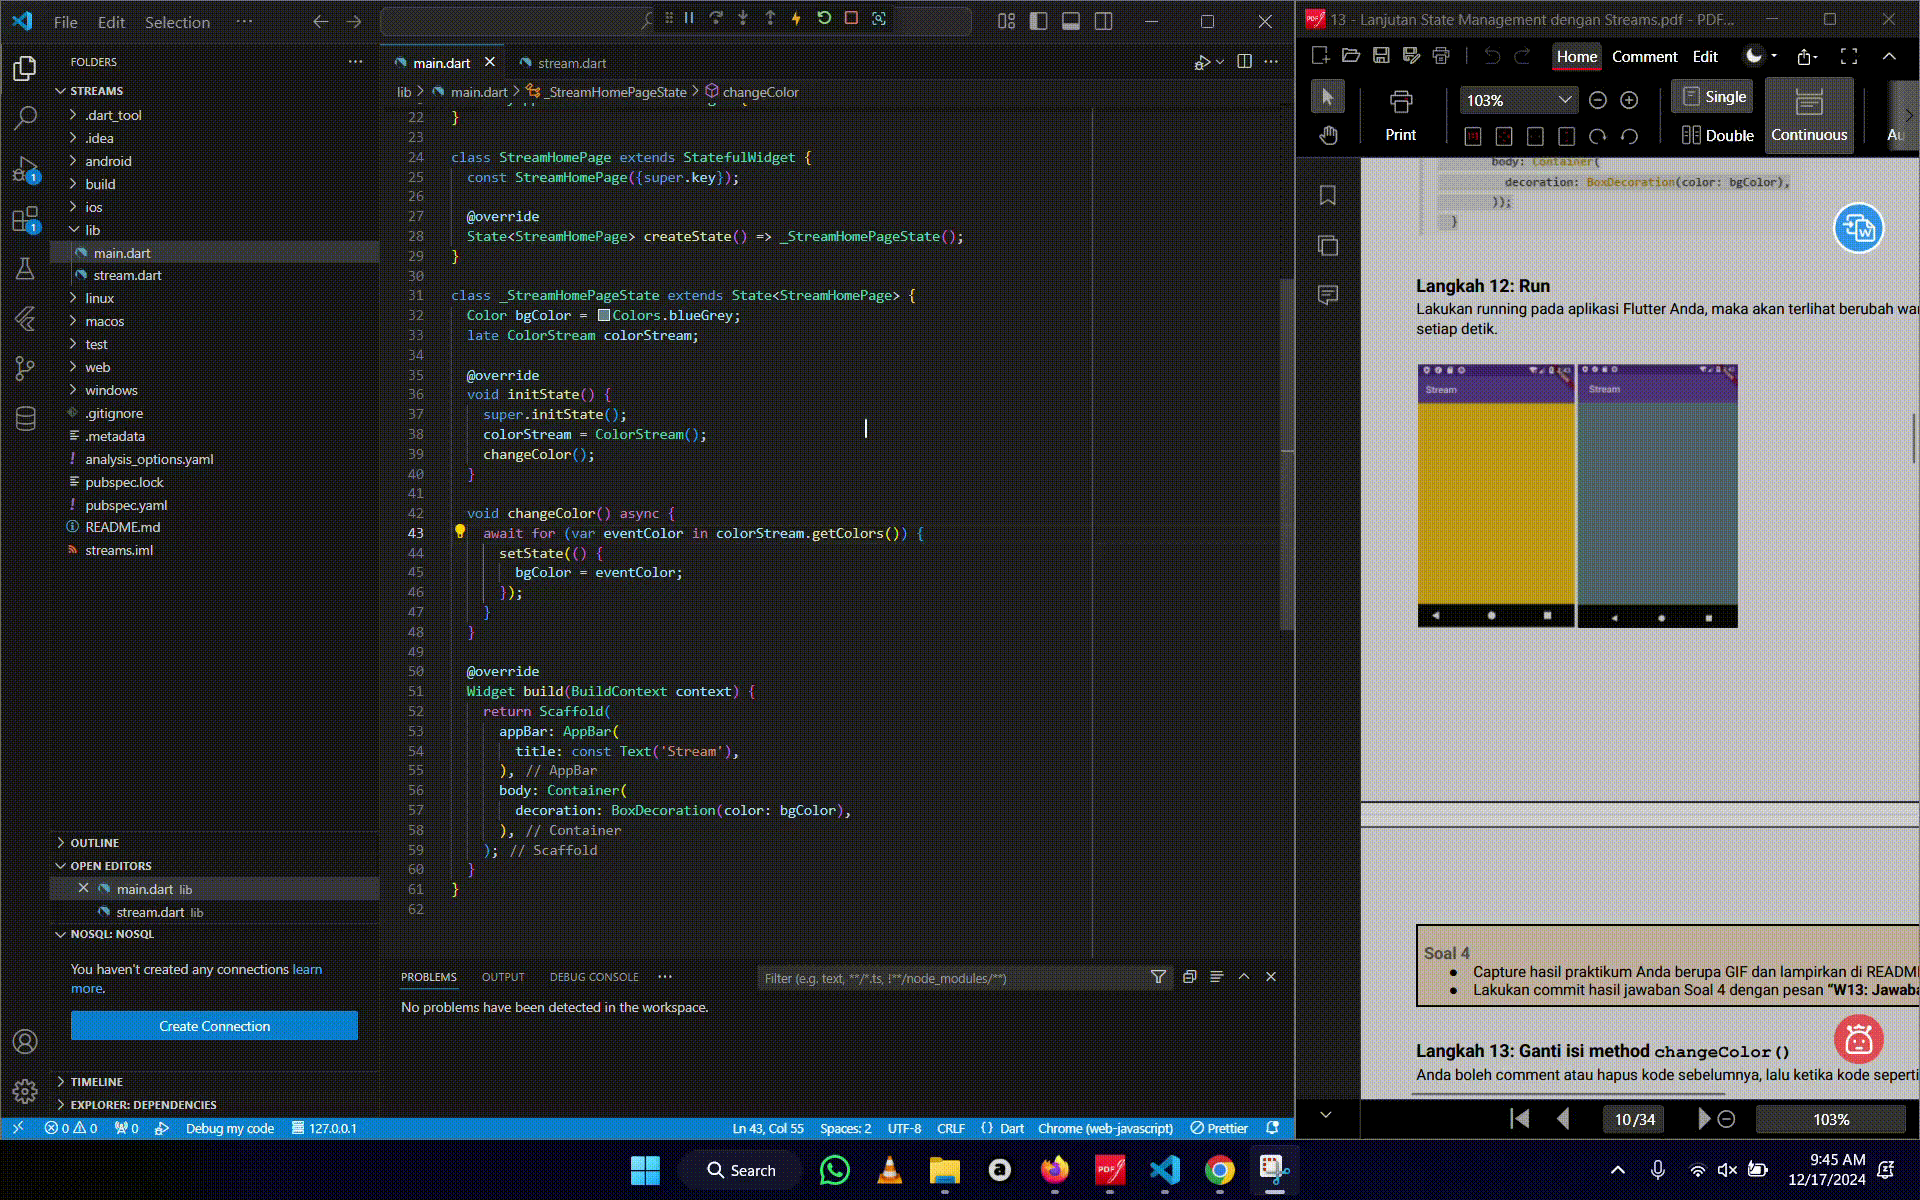 File Edit Selection ···
FOLDERS ···
STREAMS
.dart_tool
.idea
android
build
ios
lib
main.dart
stream.dart
linux
macos
test
web
windows
.gitignore
.metadata
analysis_options.yaml
pubspec.lock
pubspec.yaml
README.md
streams.iml
OUTLINE
OPEN EDITORS
main.dart lib
stream.dart lib
NOSQL: NOSQL
You haven't created any connections learn
more.
Create Connection
TIMELINE
EXPLORER: DEPENDENCIES
main.dart
stream.dart
lib > main.dart > _StreamHomePageState > changeColor
22 }
23
24 class StreamHomePage extends StatefulWidget {
25 const StreamHomePage({super.key});
26
27 @override
28 State<StreamHomePage> createState() => _StreamHomePageState();
29 }
30
31 class _StreamHomePageState extends State<StreamHomePage> {
32 Color bgColor = Colors.blueGrey;
33 late ColorStream colorStream;
34
35 @override
36 void initState() {
37 super.initState();
38 colorStream = ColorStream();
39 changeColor();
40 }
41
42 void changeColor() async {
43 await for (var eventColor in colorStream.getColors()) {
44 setState(() {
45 bgColor = eventColor;
46 });
47 }
48 }
49
50 @override
51 Widget build(BuildContext context) {
52 return Scaffold(
53 appBar: AppBar(
54 title: const Text('Stream'),
55 ), // AppBar
56 body: Container(
57 decoration: BoxDecoration(color: bgColor),
58 ), // Container
59 ); // Scaffold
60 }
61 }
62
PROBLEMS OUTPUT DEBUG CONSOLE ···
Filter (e.g. text, **/*.ts, !**/node_modules/**)
No problems have been detected in the workspace.
0 0 0 Debug my code 127.0.0.1 Ln 43, Col 55 Spaces: 2 UTF-8 CRLF {} Dart Chrome (web-javascript) Prettier
13 - Lanjutan State Management dengan Streams.pdf - PDF...
Home Comment Edit
Print
103%
Single
Double
Continuous
Au
body: Container(
decoration: BoxDecoration(color: bgColor),
));
}
Langkah 12: Run
Lakukan running pada aplikasi Flutter Anda, maka akan terlihat berubah wa
setiap detik.
Stream
Stream
Soal 4
● Capture hasil praktikum Anda berupa GIF dan lampirkan di README
● Lakukan commit hasil jawaban Soal 4 dengan pesan "W13: Jawaba
Langkah 13: Ganti isi method changeColor()
Anda boleh comment atau hapus kode sebelumnya, lalu ketika kode seperti
10/34
103%
Search
9:45 AM
12/17/2024